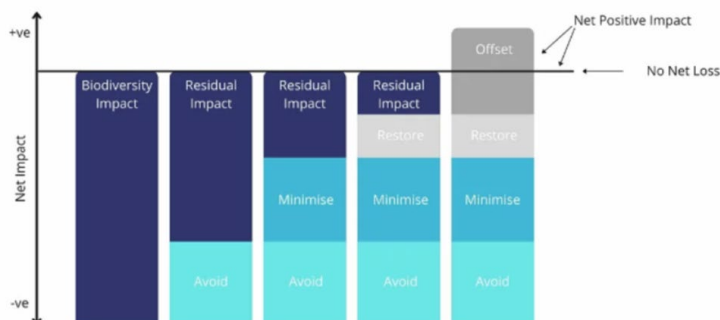 +ve
Net Impact
-ve
Biodiversity
Impact
Residual
Impact
Avoid
Residual
Impact
Minimise
Avoid
Residual
Impact
Restore
Minimise
Avoid
Offset
Restore
Minimise
Avoid
Net Positive Impact
No Net Loss